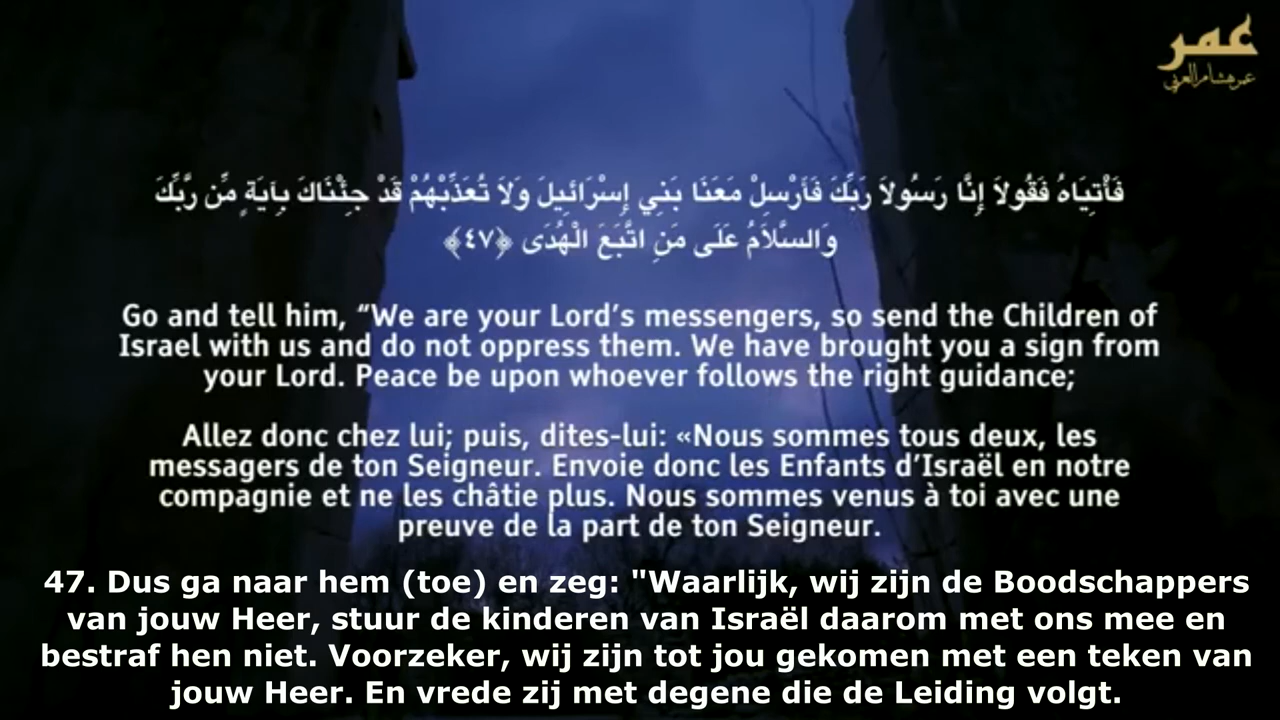 عمر
عمر هشام العربي
فَأْتِيَاهُ فَقُولَا إِنَّا رَسُولَا رَبِّكَ فَأَرْسِلْ مَعَنَا بَنِي إِسْرَائِيلَ وَلَا تُعَذِّبْهُمْ قَدْ جِئْنَاكَ بِآيَةٍ مِّن رَّبِّكَ
وَالسَّلَامُ عَلَى مَنِ اتَّبَعَ الْهُدَى ﴿٤٧﴾
Go and tell him, “We are your Lord’s messengers, so send the Children of
Israel with us and do not oppress them. We have brought you a sign from
your Lord. Peace be upon whoever follows the right guidance;
Allez donc chez lui; puis, dites-lui: «Nous sommes tous deux, les
messagers de ton Seigneur. Envoie donc les Enfants d’Israël en notre
compagnie et ne les châtie plus. Nous sommes venus à toi avec une
preuve de la part de ton Seigneur.
47. Dus ga naar hem (toe) en zeg: "Waarlijk, wij zijn de Boodschappers
van jouw Heer, stuur de kinderen van Israël daarom met ons mee en
bestraf hen niet. Voorzeker, wij zijn tot jou gekomen met een teken van
jouw Heer. En vrede zij met degene die de Leiding volgt.